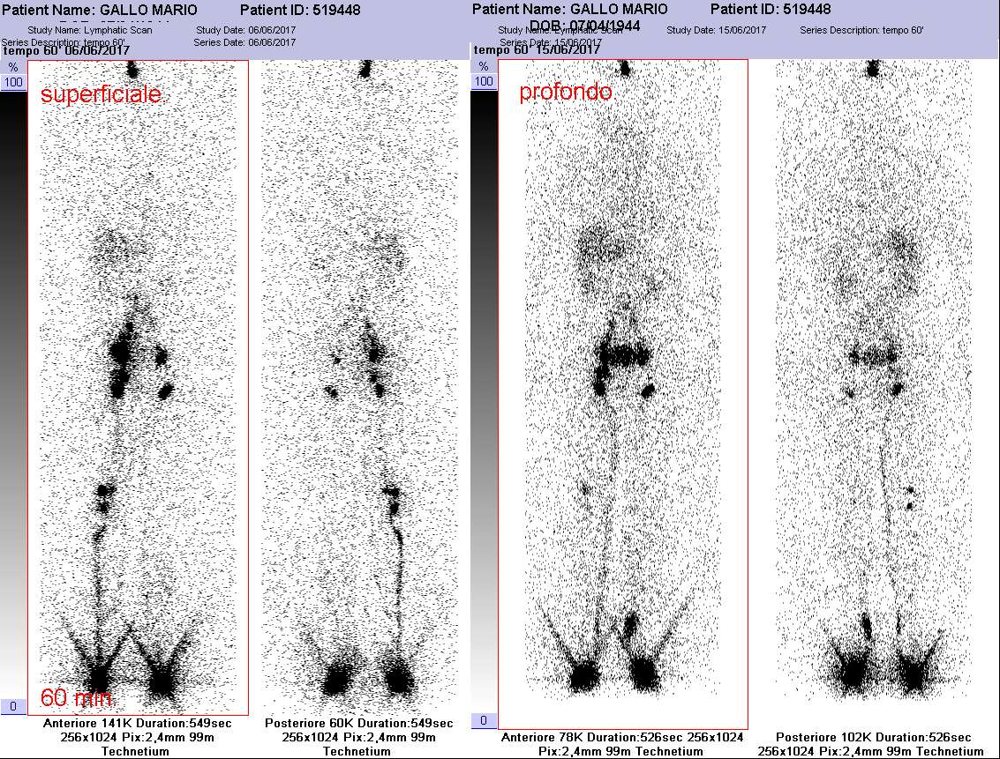 Patient Name: GALLO MARIO Patient ID: 519448
Study Name: Lymphatic Scan Study Date: 06/06/2017
Series Description: tempo 60' Series Date: 06/06/2017
tempo 60' 06/06/2017
%
100
superficiale
60 min.
0
Anteriore 141K Duration:549sec
256x1024 Pix:2,4mm 99m
Technetium
Posteriore 60K Duration:549sec
256x1024 Pix:2,4mm 99m
Technetium
Patient Name: GALLO MARIO Patient ID: 519448
DOB: 07/04/1944
Study Name: Lymphatic Scan Study Date: 15/06/2017 Series Description: tempo 60'
Series Date: 15/06/2017
tempo 60' 15/06/2017
%
100
profondo
0
Anteriore 78K Duration:526sec 256x1024
Pix:2,4mm 99m Technetium
Posteriore 102K Duration:526sec
256x1024 Pix:2,4mm 99m Technetium